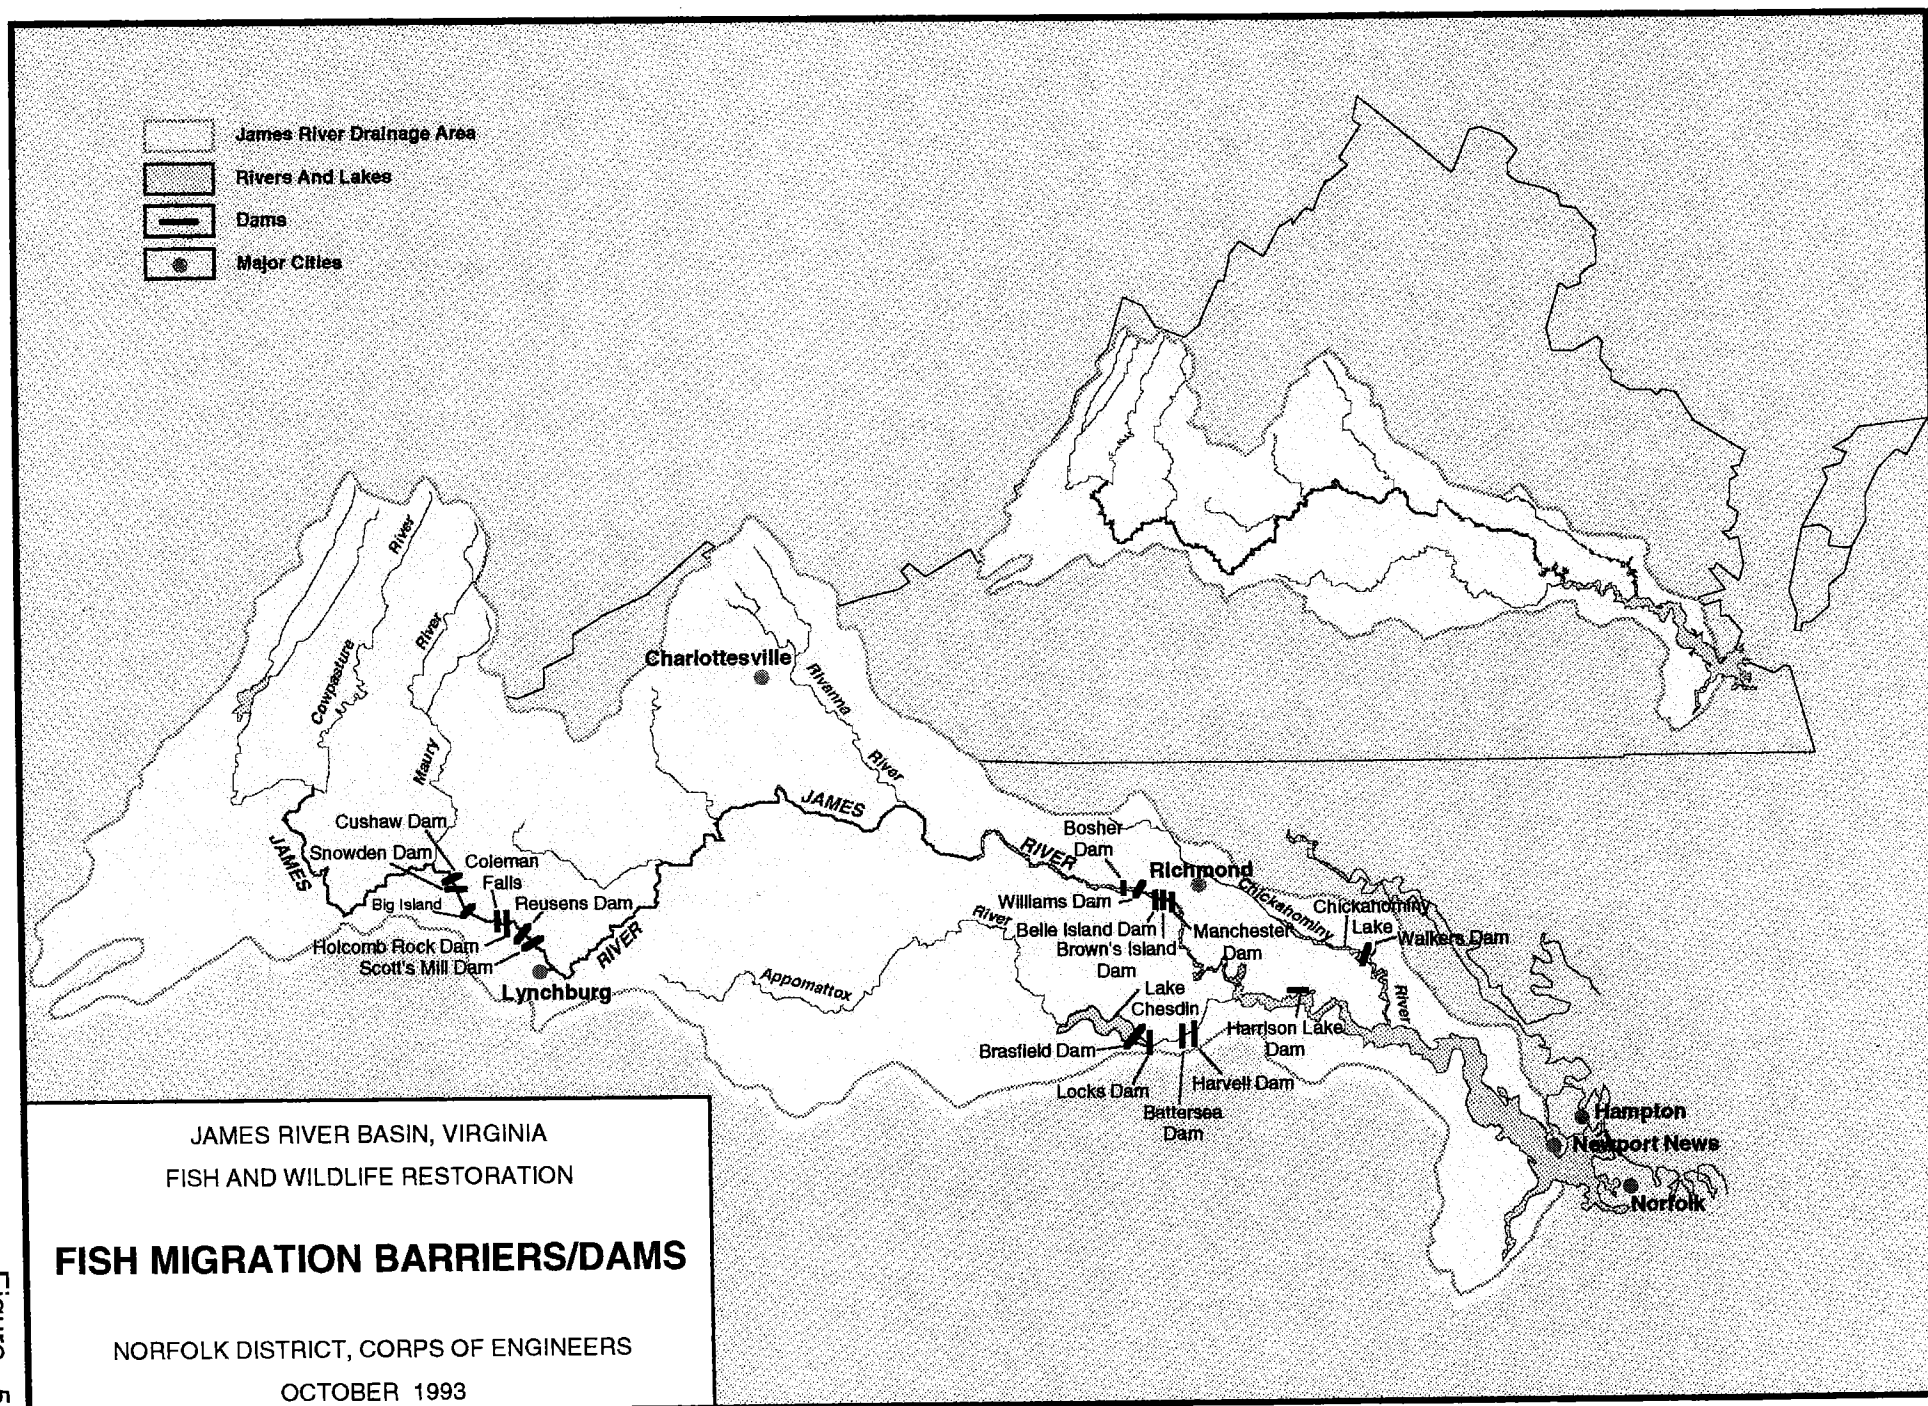 James River Drainage Area
Rivers And Lakes
Dams
Major Cities
River
River
Cowpasture
Maury
Charlottesville
Rivanna
River
JAMES
JAMES
RIVER
RIVER
Cushaw Dam
Snowden Dam
Coleman
Falls
Big Island
Reusens Dam
Holcomb Rock Dam
Scott's Mill Dam
Lynchburg
Bosher
Dam
Richmond
Williams Dam
Belle Island Dam
Brown's Island
Dam
Manchester
Dam
Chickahominy
River
Chickahominy
Lake
Walkers Dam
River
Appomattox
Lake
Chesdin
Brasfield Dam
Harrison Lake
Dam
Locks Dam
Harvell Dam
Battersea
Dam
Hampton
Newport News
Norfolk
JAMES RIVER BASIN, VIRGINIA
FISH AND WILDLIFE RESTORATION
FISH MIGRATION BARRIERS/DAMS
NORFOLK DISTRICT, CORPS OF ENGINEERS
OCTOBER 1993
Figure 5